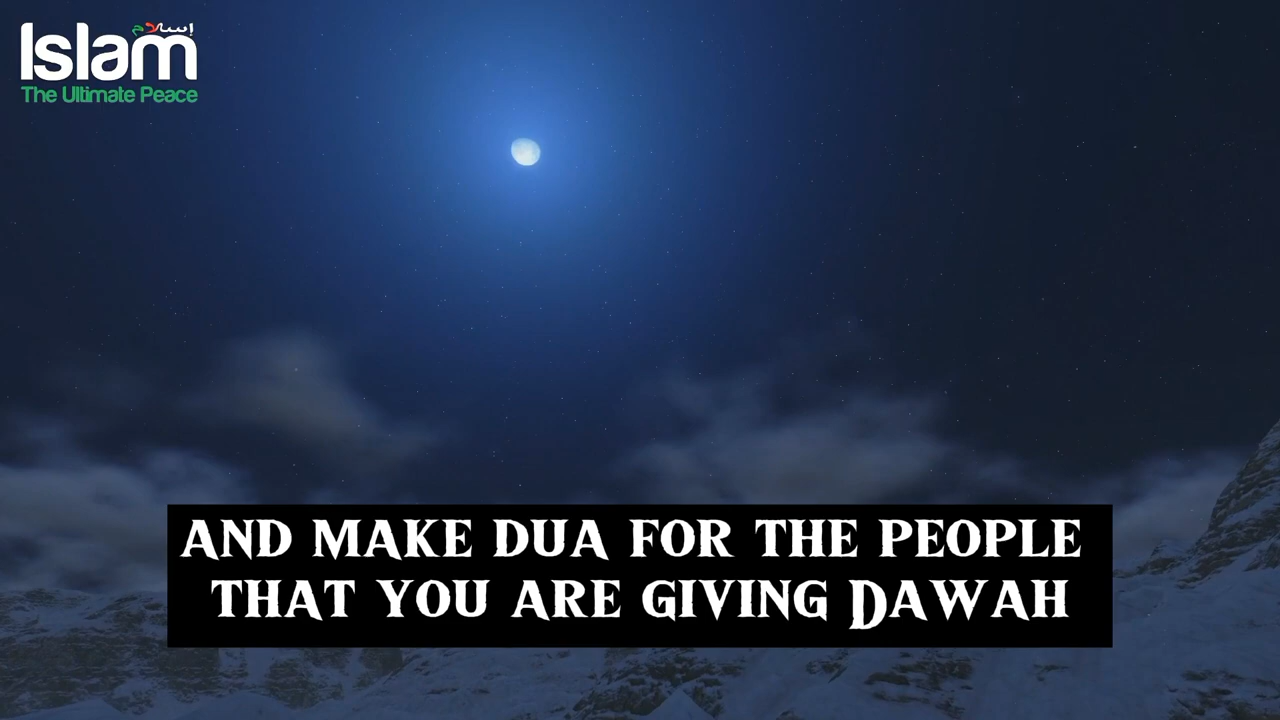 إسلام
Islam
The Ultimate Peace
AND MAKE DUA FOR THE PEOPLE
THAT YOU ARE GIVING DAWAH